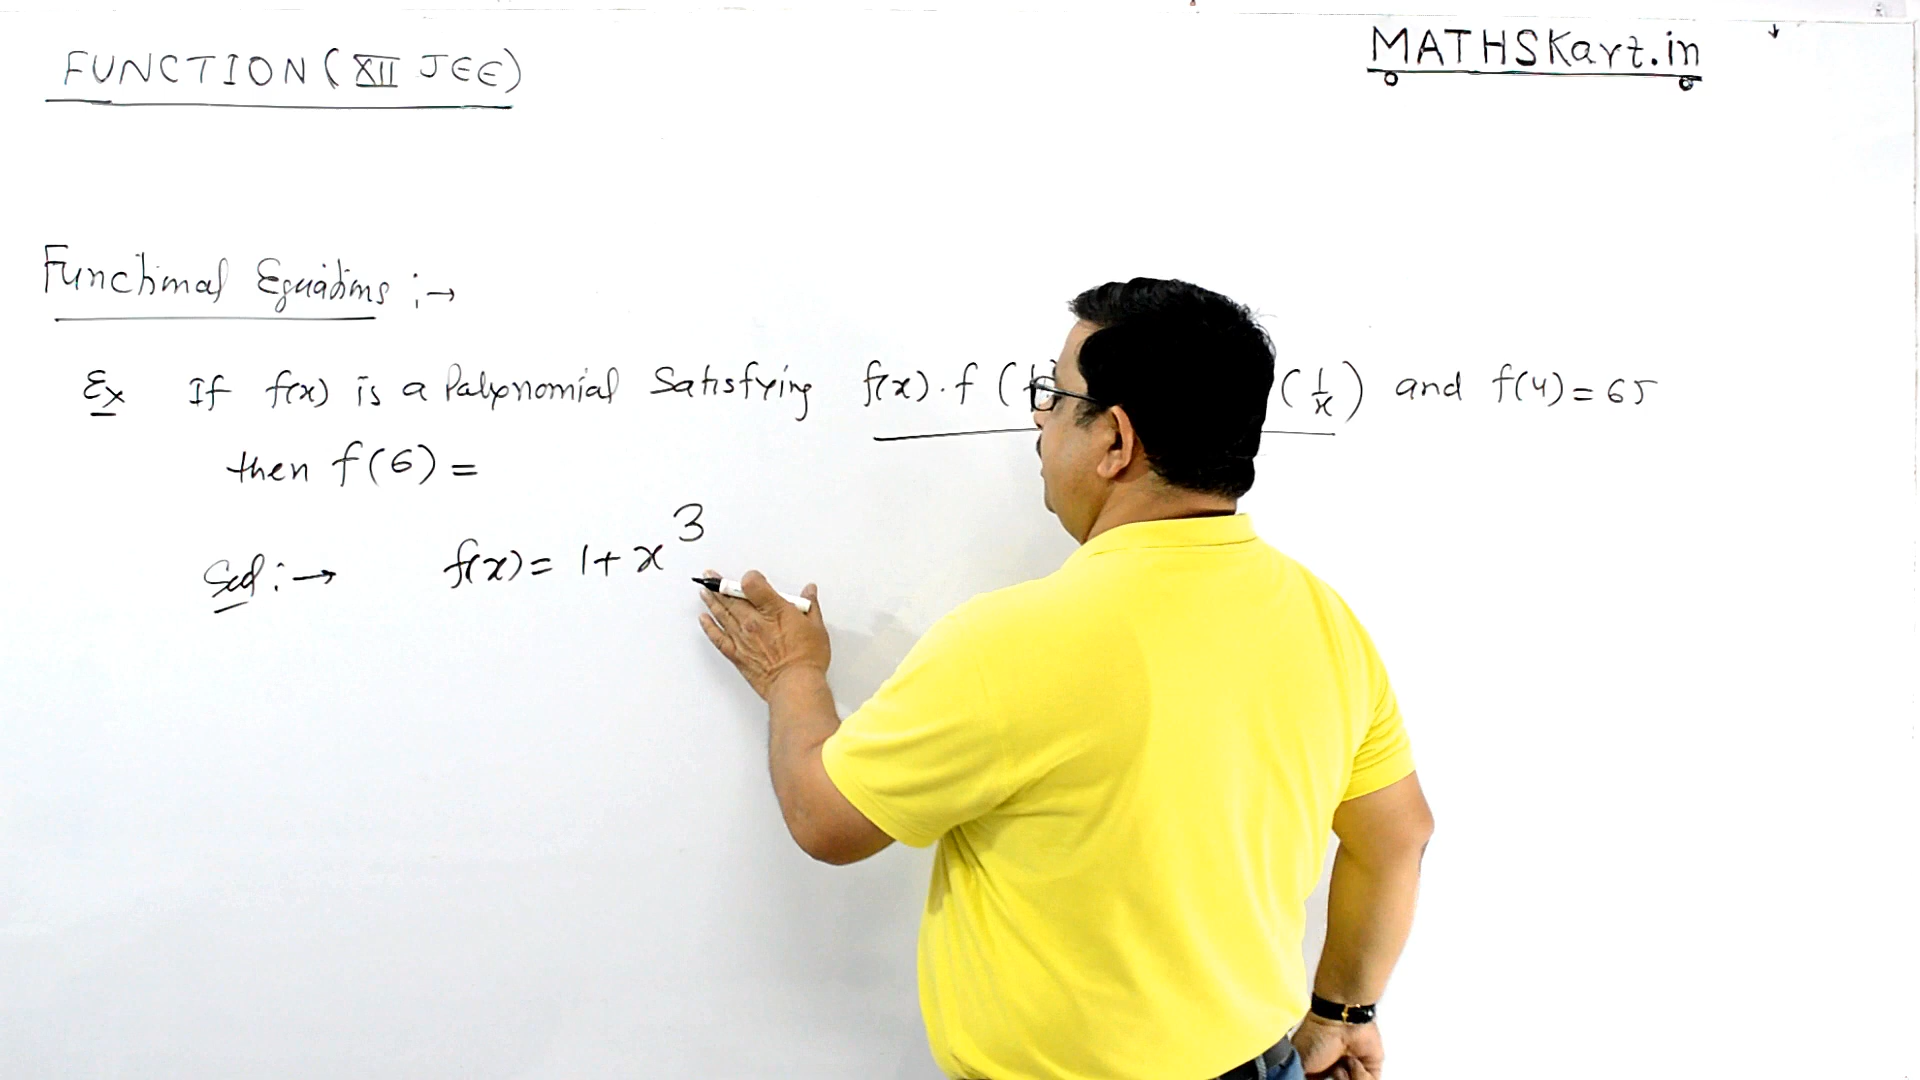 FUNCTION (XII JEE)
MATHSKart.in
Functional Equations :→
Ex If f(x) is a Polynomial Satisfying f(x).f( (1/x) and f(4)=65
then f(6) =
Sol :→ f(x) = 1+x³